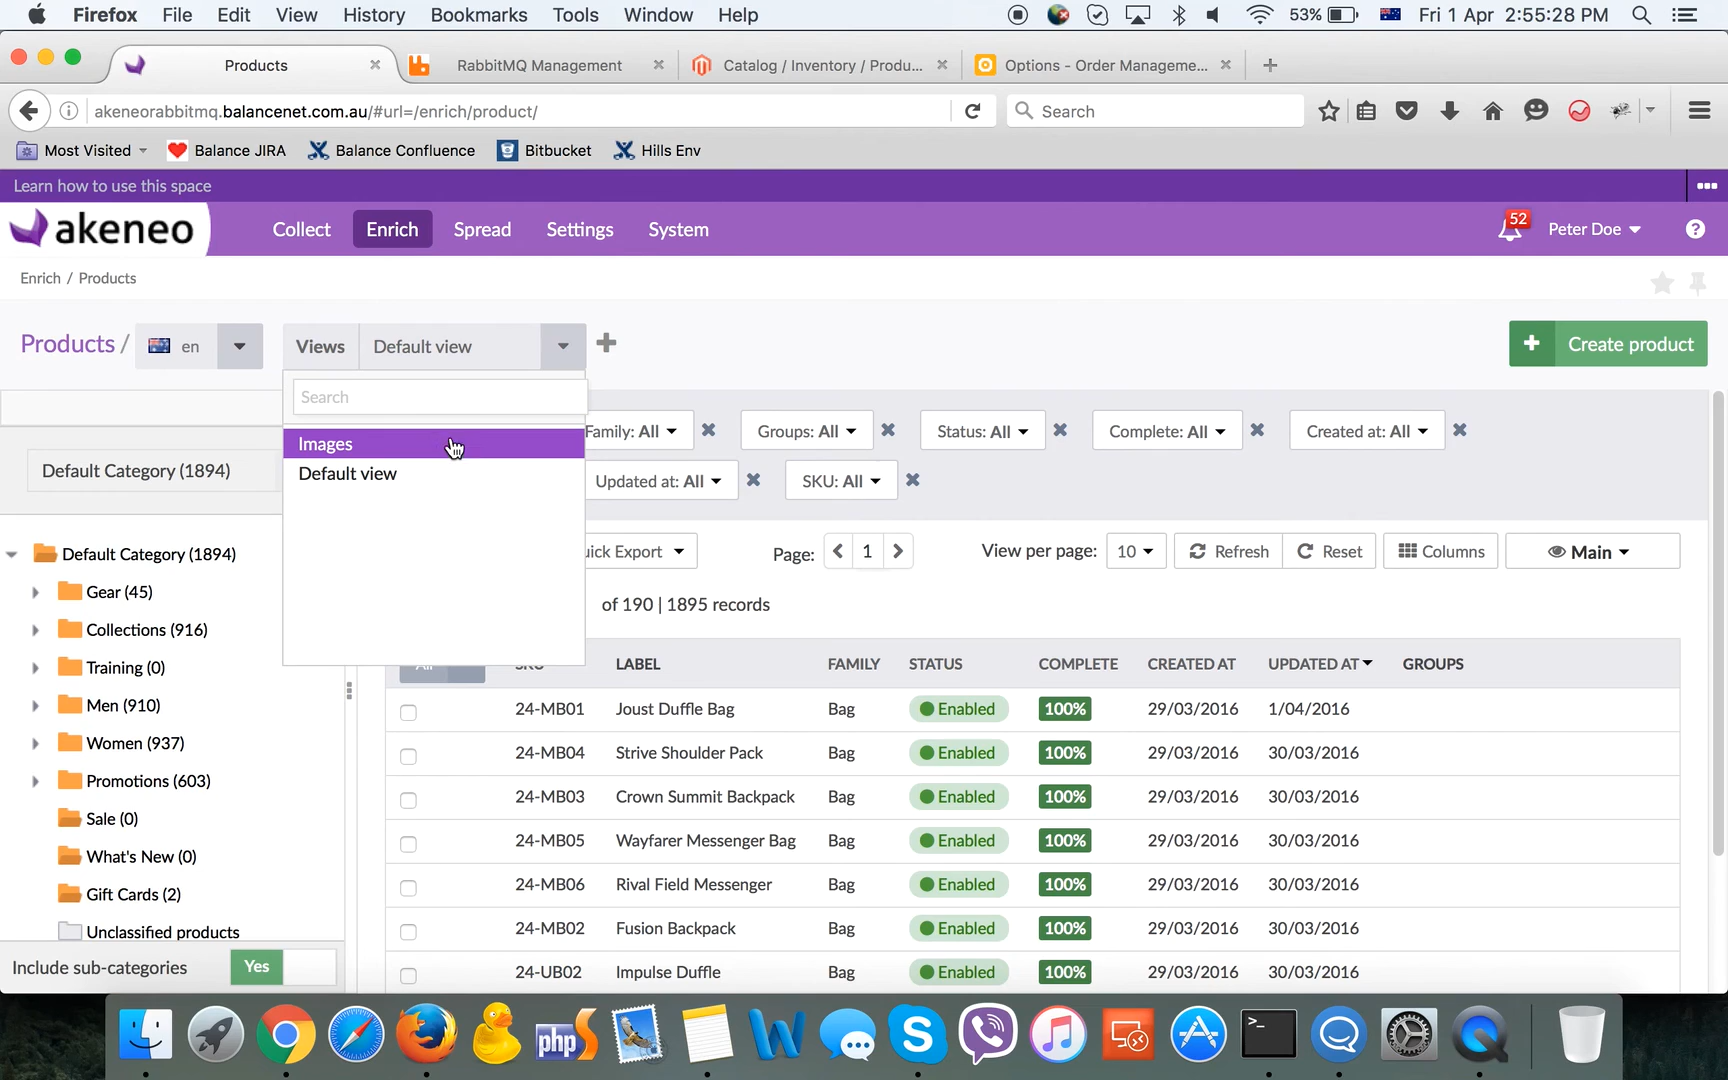 Firefox File Edit View History Bookmarks Tools Window Help 53% Fri 1 Apr 2:55:28 PM
Products RabbitMQ Management Catalog / Inventory / Produ... Options - Order Manageme...
akeneorabbitmq.balancenet.com.au/#url=/enrich/product/ Search
Most Visited Balance JIRA Balance Confluence Bitbucket Hills Env
Learn how to use this space
akeneo Collect Enrich Spread Settings System 52 Peter Doe ?
Enrich / Products
Products / en Views Default view Create product
Search
Family: All Groups: All Status: All Complete: All Created at: All
Images
Default view
Default Category (1894)
Updated at: All SKU: All
Default Category (1894)
uick Export Page: 1 View per page: 10 Refresh Reset Columns Main
Gear (45)
of 190 | 1895 records
Collections (916)
Training (0)
LABEL FAMILY STATUS COMPLETE CREATED AT UPDATED AT GROUPS
Men (910)
24-MB01 Joust Duffle Bag Bag Enabled 100% 29/03/2016 1/04/2016
Women (937)
24-MB04 Strive Shoulder Pack Bag Enabled 100% 29/03/2016 30/03/2016
Promotions (603)
24-MB03 Crown Summit Backpack Bag Enabled 100% 29/03/2016 30/03/2016
Sale (0)
24-MB05 Wayfarer Messenger Bag Bag Enabled 100% 29/03/2016 30/03/2016
What's New (0)
24-MB06 Rival Field Messenger Bag Enabled 100% 29/03/2016 30/03/2016
Gift Cards (2)
24-MB02 Fusion Backpack Bag Enabled 100% 29/03/2016 30/03/2016
Unclassified products
Include sub-categories Yes
24-UB02 Impulse Duffle Bag Enabled 100% 29/03/2016 30/03/2016
php